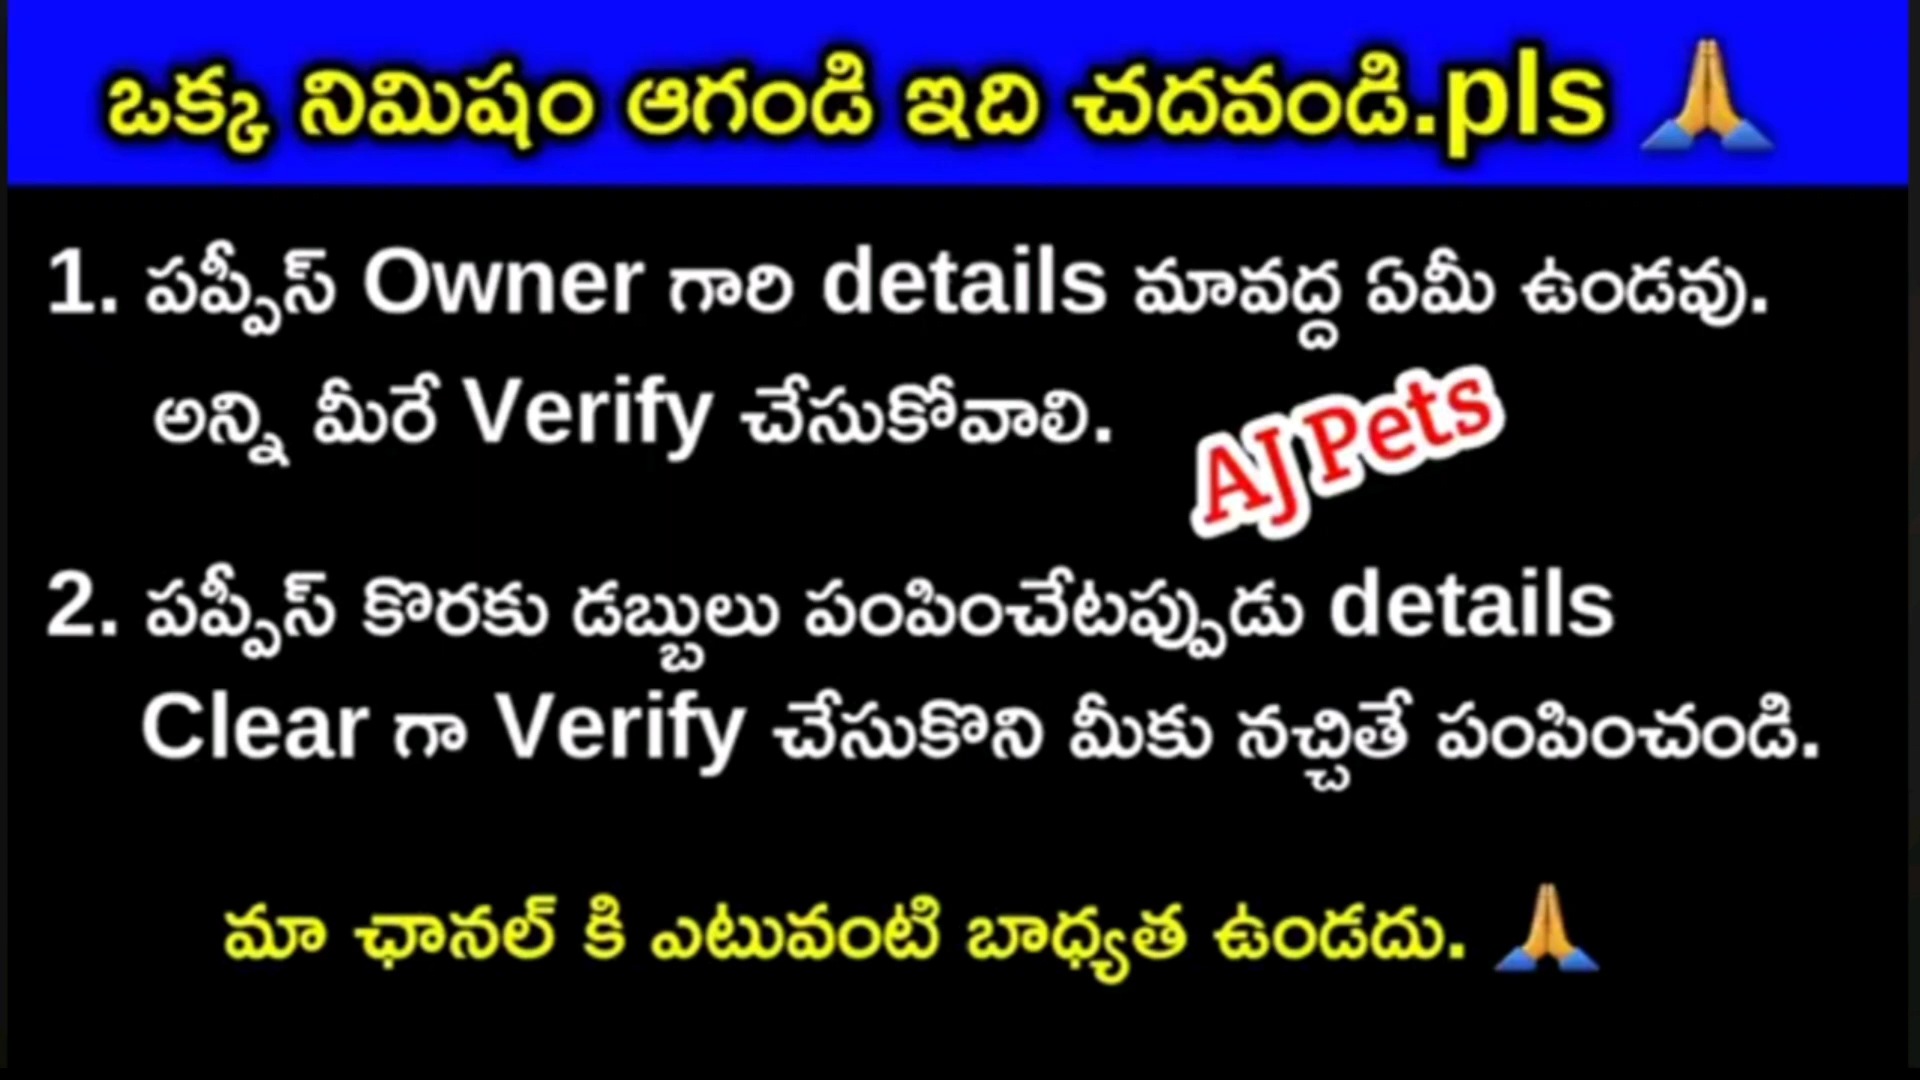 ఒక్క నిమిషం ఆగండి ఇది చదవండి.pls 🙏
1. పప్పీస్ Owner గారి details మావద్ద ఏమీ ఉండవు.
అన్ని మీరే Verify చేసుకోవాలి.
AJ Pets
2. పప్పీస్ కొరకు డబ్బులు పంపించేటప్పుడు details
Clear గా Verify చేసుకొని మీకు నచ్చితే పంపించండి.
మా ఛానల్ కి ఎటువంటి బాధ్యత ఉండదు. 🙏